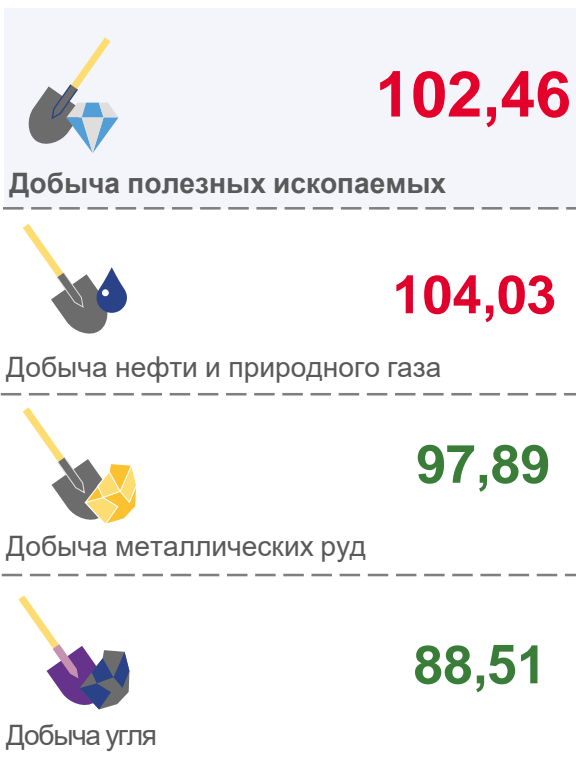 102,46
Добыча полезных ископаемых
104,03
Добыча нефти и природного газа
97,89
Добыча металлических руд
88,51
Добыча угля